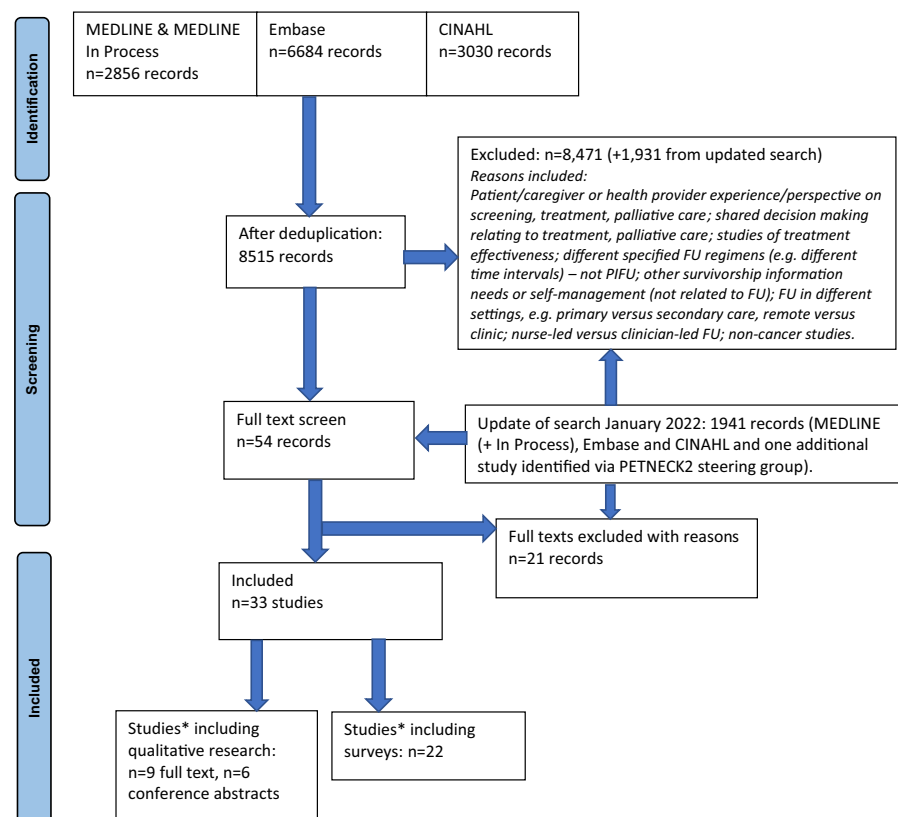 Identification
MEDLINE & MEDLINE
In Process
n=2856 records
Embase
n=6684 records
CINAHL
n=3030 records
Excluded: n=8,471 (+1,931 from updated search)
Reasons included:
Patient/caregiver or health provider experience/perspective on
screening, treatment, palliative care; shared decision making
relating to treatment, palliative care; studies of treatment
effectiveness; different specified FU regimens (e.g. different
time intervals) – not PIFU; other survivorship information
needs or self-management (not related to FU); FU in different
settings, e.g. primary versus secondary care, remote versus
clinic; nurse-led versus clinician-led FU; non-cancer studies.
Screening
After deduplication:
8515 records
Full text screen
n=54 records
Update of search January 2022: 1941 records (MEDLINE
(+ In Process), Embase and CINAHL and one additional
study identified via PETNECK2 steering group).
Full texts excluded with reasons
n=21 records
Included
Included
n=33 studies
Studies* including
qualitative research:
n=9 full text, n=6
conference abstracts
Studies* including
surveys: n=22